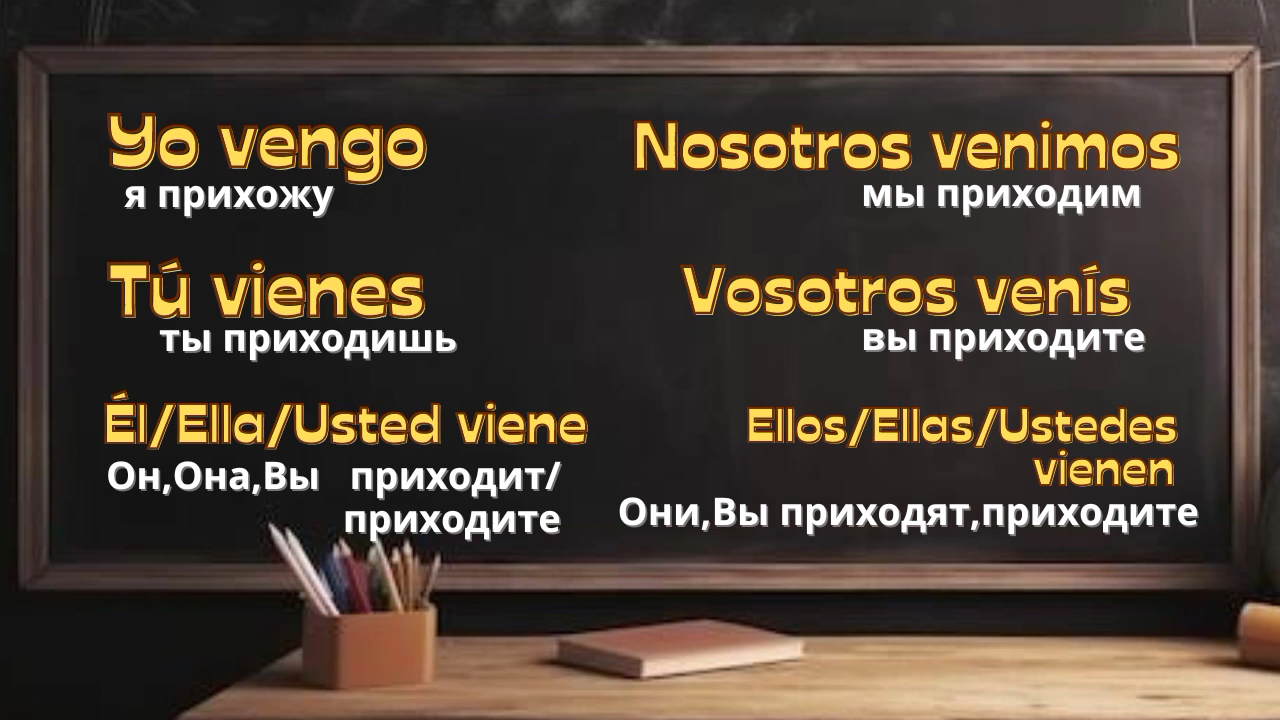 Yo vengo
я прихожу
Tú vienes
ты приходишь
Él/Ella/Usted viene
Он,Она,Вы приходит/
приходите
Nosotros venimos
мы приходим
Vosotros venís
вы приходите
Ellos/Ellas/Ustedes
vienen
Они,Вы приходят,приходите